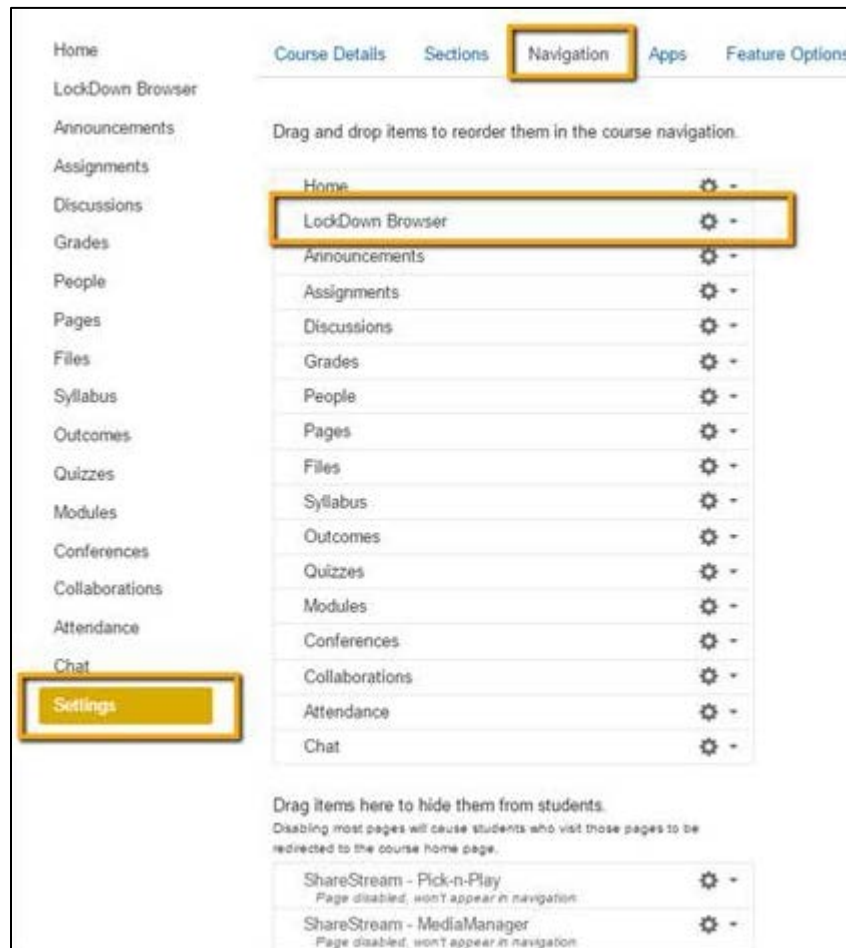 Home
LockDown Browser
Announcements
Assignments
Discussions
Grades
People
Pages
Files
Syllabus
Outcomes
Quizzes
Modules
Conferences
Collaborations
Attendance
Chat
Settings
Course Details Sections Navigation Apps Feature Options
Drag and drop items to reorder them in the course navigation.
Home
LockDown Browser
Announcements
Assignments
Discussions
Grades
People
Pages
Files
Syllabus
Outcomes
Quizzes
Modules
Conferences
Collaborations
Attendance
Chat
Drag items here to hide them from students.
Disabling most pages will cause students who visit those pages to be
redirected to the course home page.
ShareStream - Pick-n-Play
Page disabled, won't appear in navigation
ShareStream - MediaManager
Page disabled, won't appear in navigation